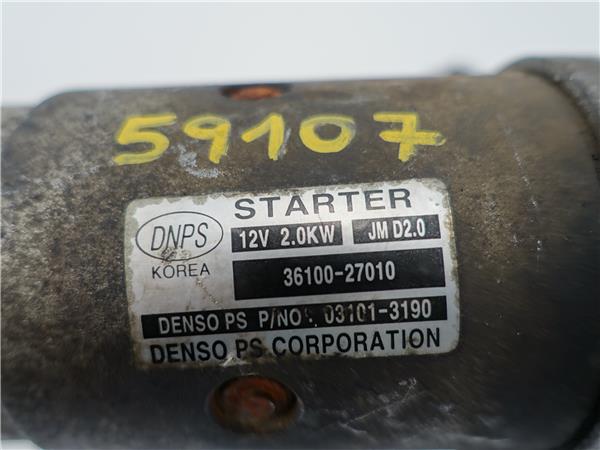 59107
STARTER
DNPS
KOREA
12V 2.0KW
JM D2.0
36100-27010
DENSO PS P/NO : 03101-3190
DENSO PS CORPORATION